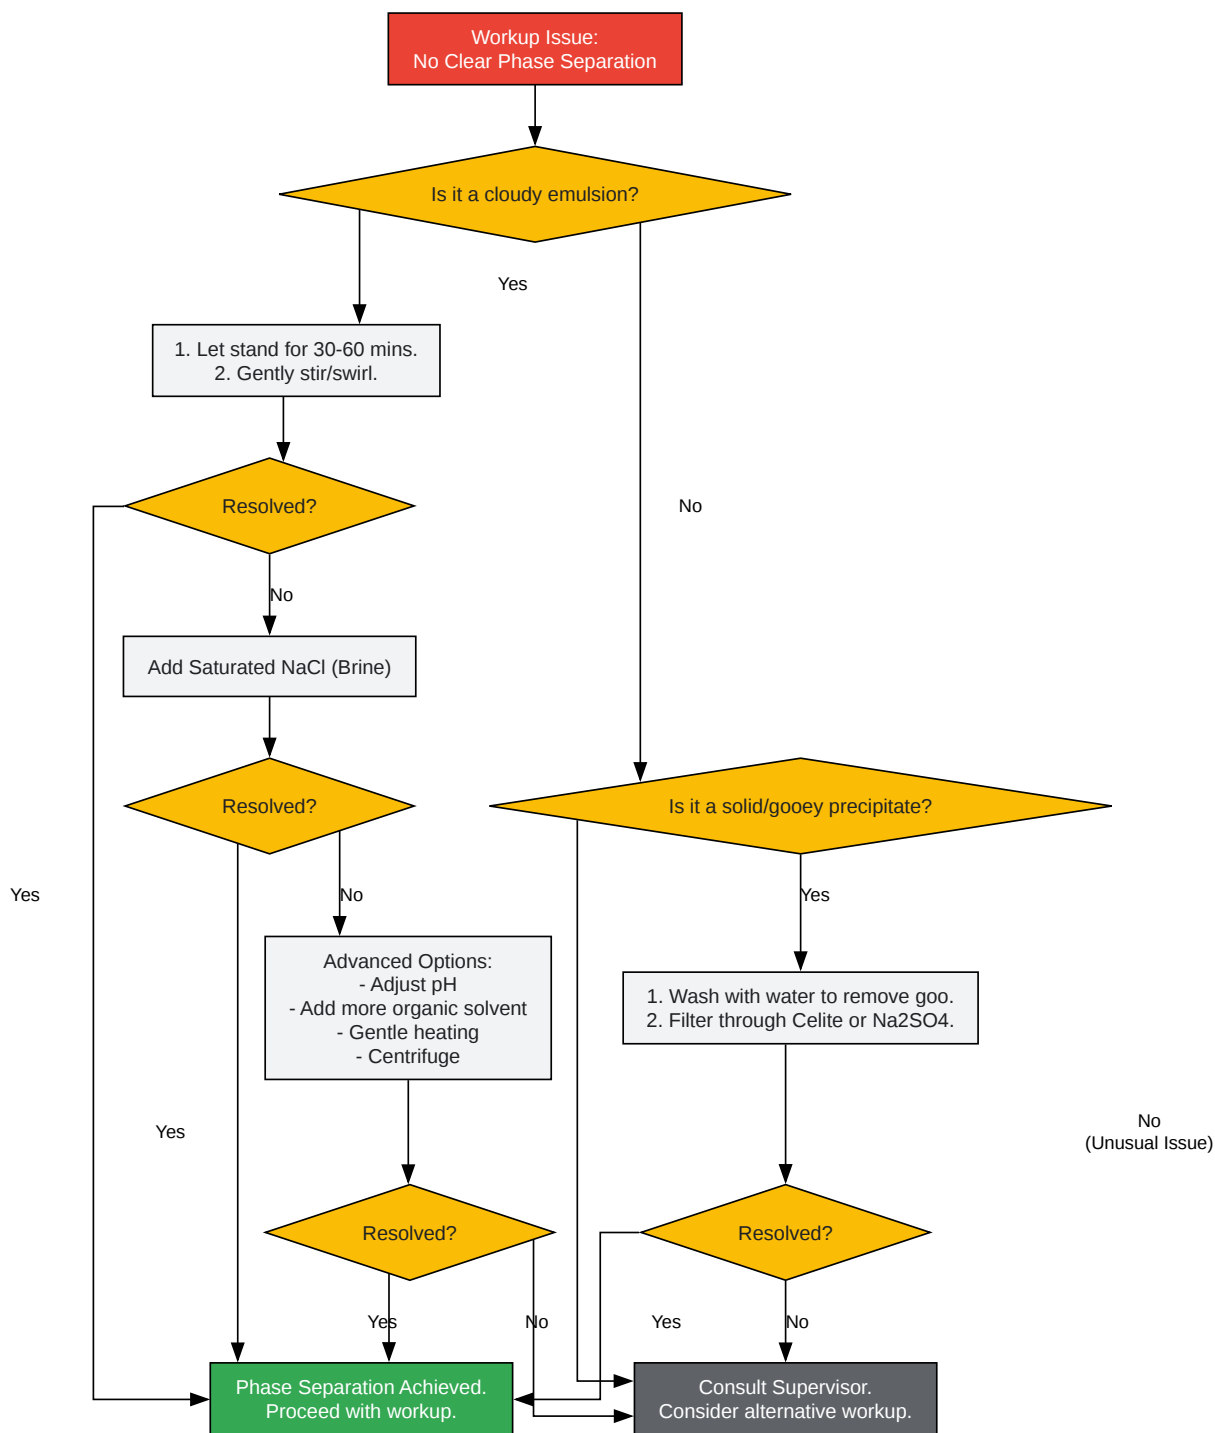 Workup Issue:
No Clear Phase Separation
Is it a cloudy emulsion?
Yes
1. Let stand for 30-60 mins.
2. Gently stir/swirl.
Resolved?
No
No
Add Saturated NaCl (Brine)
Resolved?
Is it a solid/gooey precipitate?
Yes
No
Yes
Advanced Options:
- Adjust pH
- Add more organic solvent
- Gentle heating
- Centrifuge
1. Wash with water to remove goo.
2. Filter through Celite or Na2SO4.
Yes
No
(Unusual Issue)
Resolved?
Resolved?
Yes
No
Yes
No
Phase Separation Achieved.
Proceed with workup.
Consult Supervisor.
Consider alternative workup.